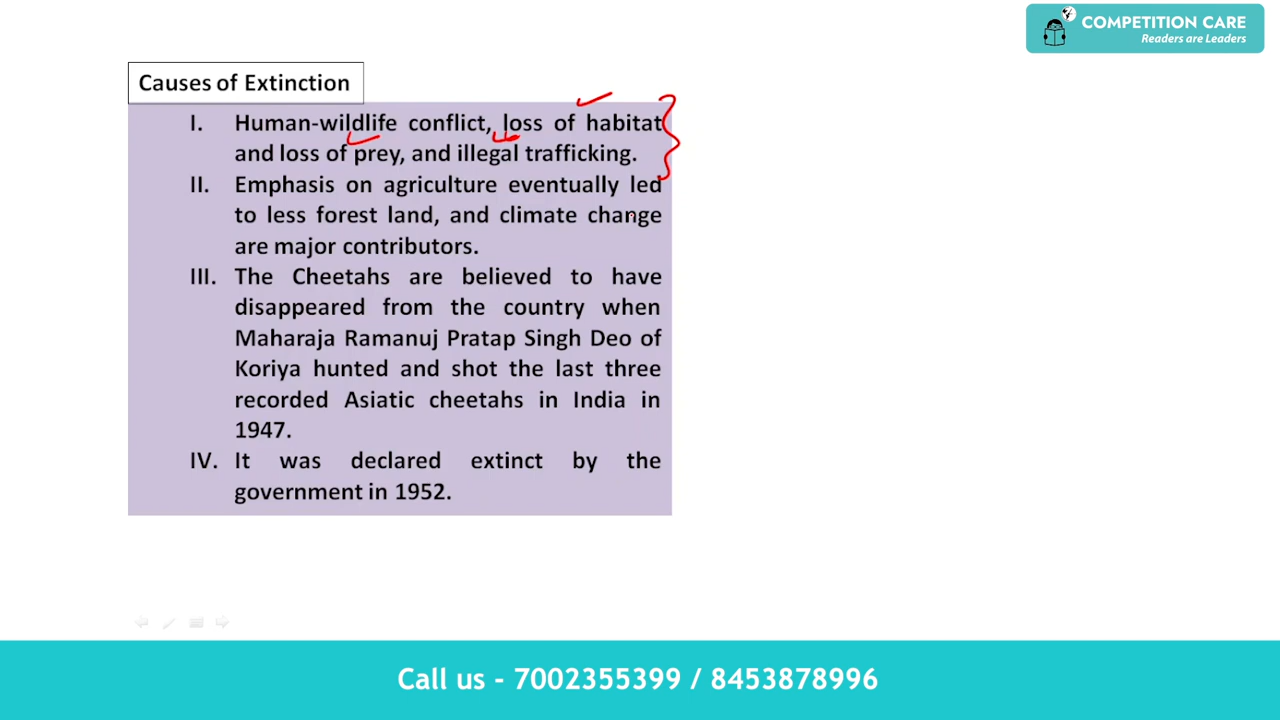 COMPETITION CARE
Readers are Leaders
Causes of Extinction
I. Human-wildlife conflict, loss of habitat
and loss of prey, and illegal trafficking.
II. Emphasis on agriculture eventually led
to less forest land, and climate change
are major contributors.
III. The Cheetahs are believed to have
disappeared from the country when
Maharaja Ramanuj Pratap Singh Deo of
Koriya hunted and shot the last three
recorded Asiatic cheetahs in India in
1947.
IV. It was declared extinct by the
government in 1952.
Call us - 7002355399 / 8453878996